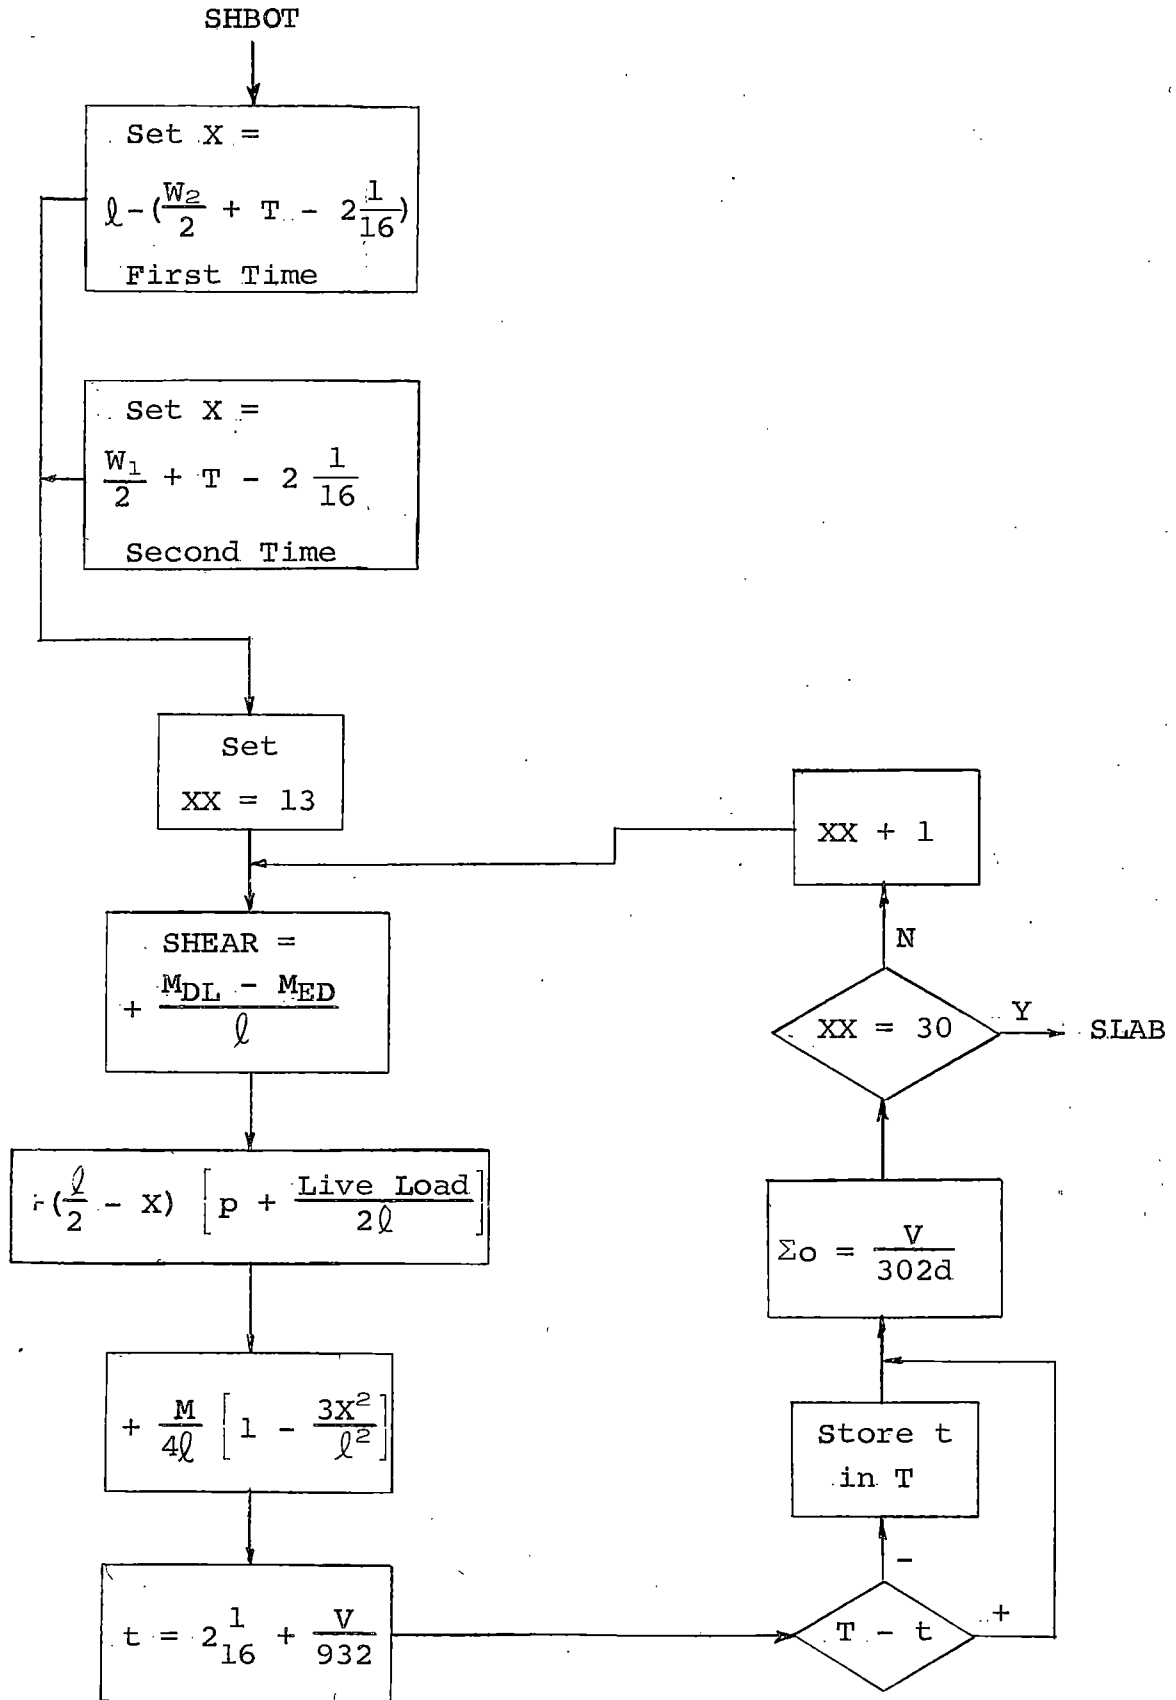 SHBOT
Set X =
ℓ-(W₂/2 + T - 2 1/16)
First Time
Set X =
W₁/2 + T - 2 1/16
Second Time
Set
XX = 13
XX + 1
SHEAR =
+ (M_DL - M_ED)/ℓ
N
XX = 30
Y
SLAB
+(ℓ/2 - X) [p + Live Load/2ℓ]
Σo = V/302d
+ M/4ℓ [1 - 3X²/ℓ²]
Store t
in T
-
t = 2 1/16 + V/932
T - t
+